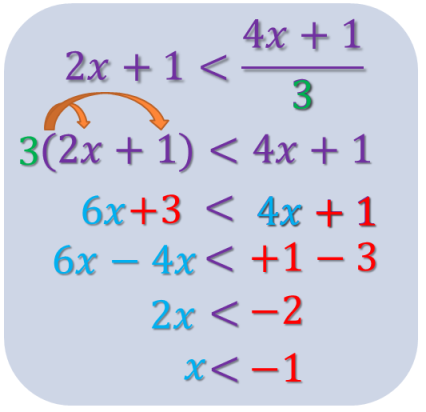 2x + 1 < \frac{4x + 1}{3}
3(2x + 1) < 4x + 1
6x+3 < 4x + 1
6x − 4x < +1 − 3
2x < −2
x < −1